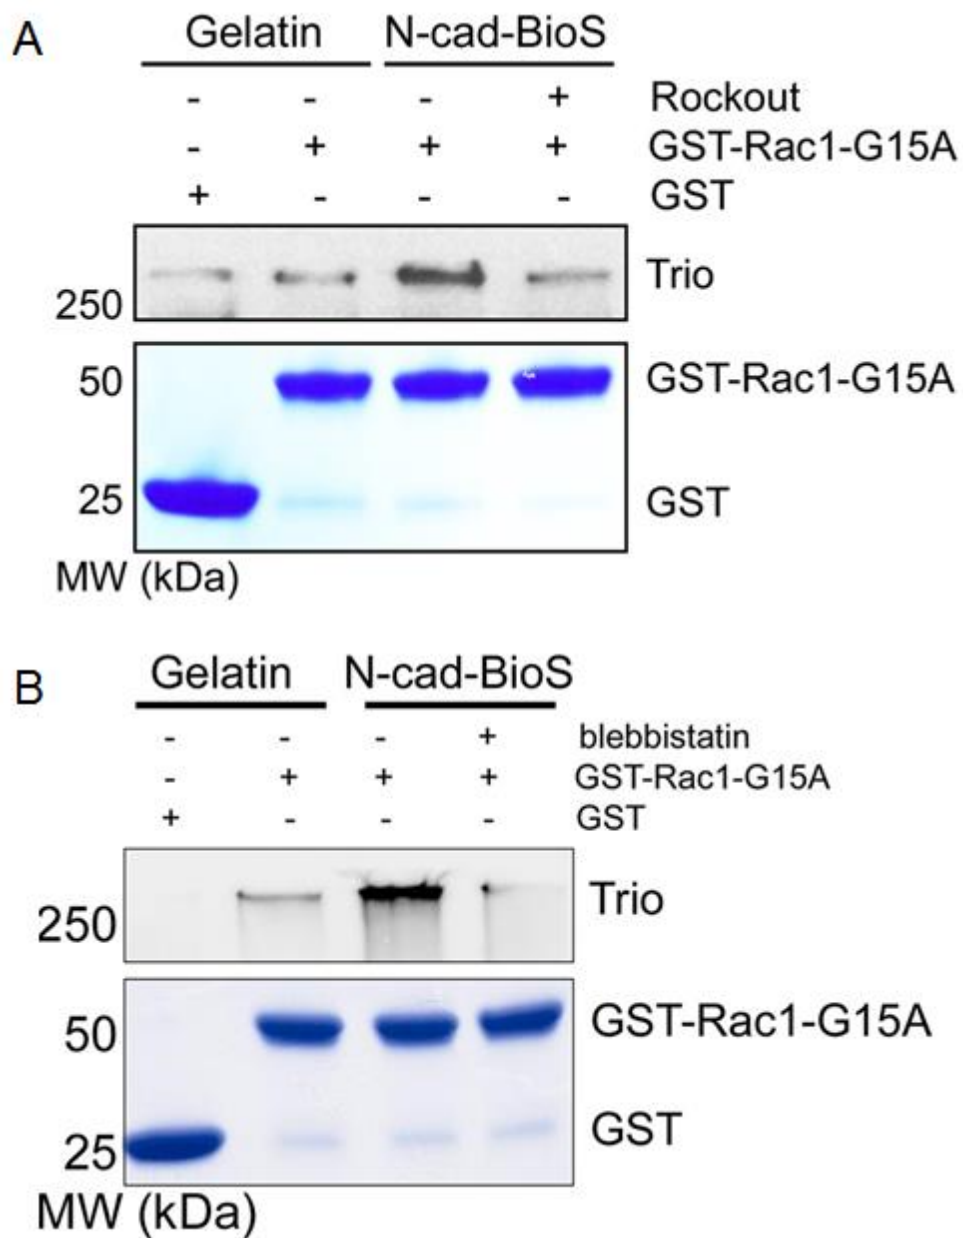 A
Gelatin N-cad-BioS
- - - + Rockout
- + + + GST-Rac1-G15A
+ - - - GST
Trio
250
50 GST-Rac1-G15A
25 GST
MW (kDa)
B
Gelatin N-cad-BioS
- - - + blebbistatin
- + + + GST-Rac1-G15A
+ - - - GST
Trio
250
50 GST-Rac1-G15A
25 GST
MW (kDa)